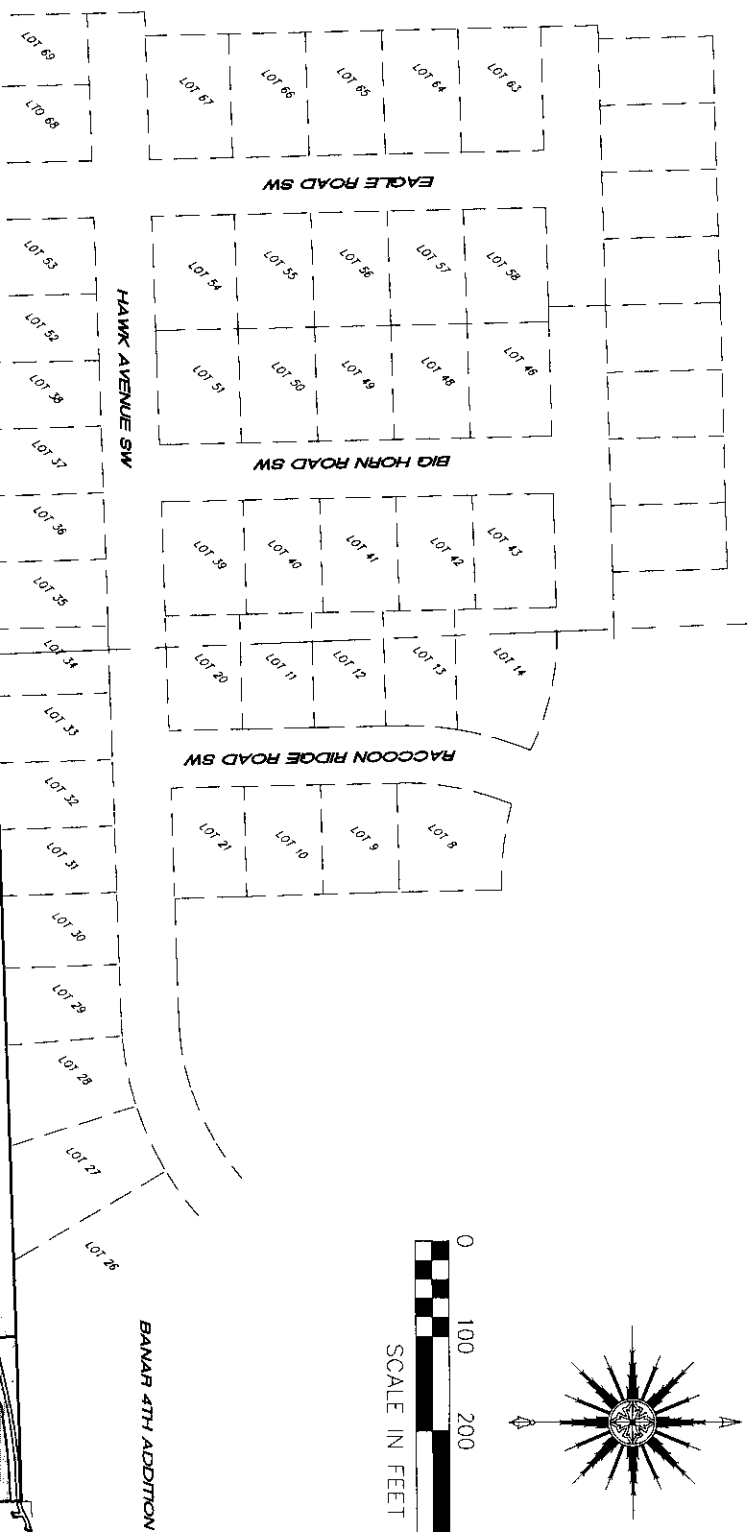 LOT 69
LTO 68
LOT 67
LOT 66
LOT 65
LOT 64
LOT 63
EAGLE ROAD SW
LOT 53
LOT 54
LOT 55
LOT 56
LOT 57
LOT 58
HAWK AVENUE SW
LOT 52
LOT 51
LOT 50
LOT 49
LOT 48
LOT 46
LOT 38
LOT 37
BIG HORN ROAD SW
LOT 36
LOT 39
LOT 40
LOT 41
LOT 42
LOT 43
LOT 35
LOT 34
LOT 20
LOT 11
LOT 12
LOT 13
LOT 14
LOT 33
RACCOON RIDGE ROAD SW
LOT 32
LOT 31
LOT 21
LOT 10
LOT 9
LOT 8
LOT 30
LOT 29
LOT 28
LOT 27
LOT 26
BANAR 4TH ADDITION
0 100 200
SCALE IN FEET